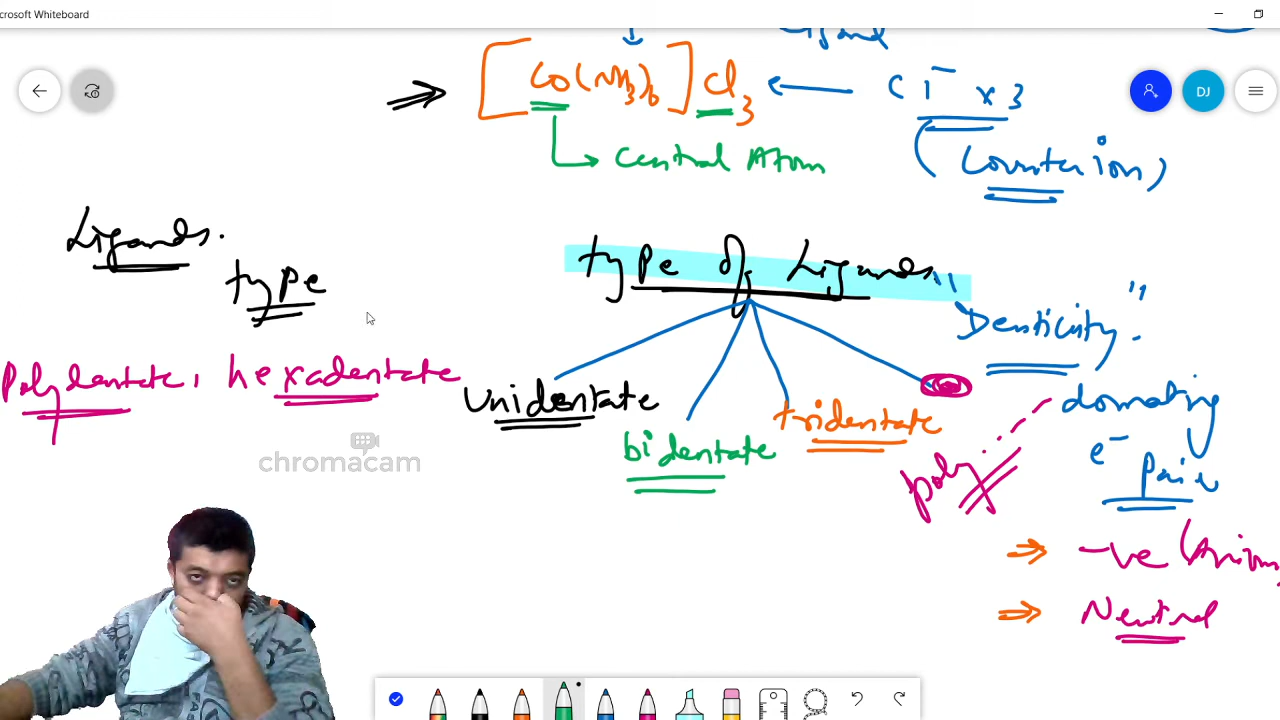 crosoft Whiteboard
Ligand
[Co(NH3)6]Cl3 ← Cl⁻ x 3
Central Atom
(Counter ion)
DJ
Ligands.
type
type of Ligands
"Denticity."
Polydentate, hexadentate
Unidentate
bidentate
tridentate
poly
donating
e⁻ Pair
chromacam
⇒ -ve (Anion
⇒ Neutral